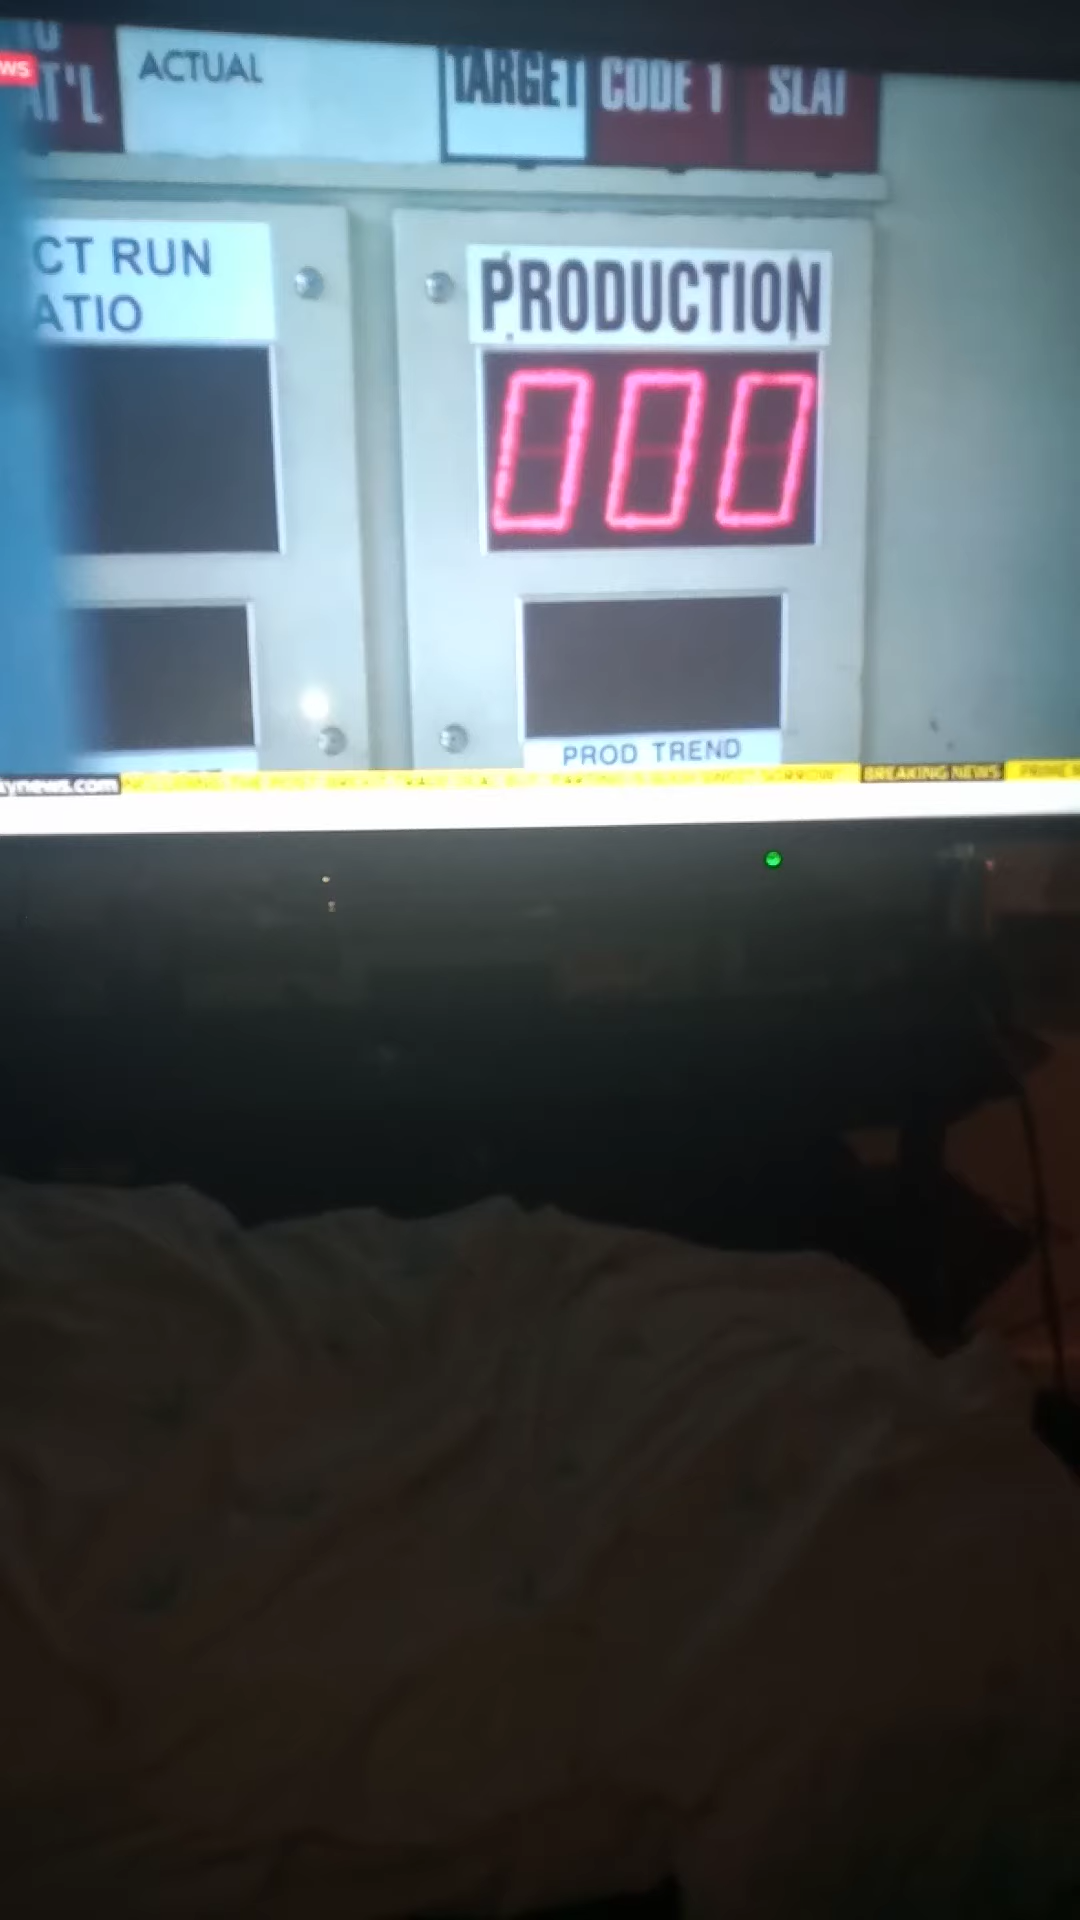 WS
AT'L
ACTUAL
TARGET
CODE 1
SLAT
CT RUN
ATIO
PRODUCTION
000
PROD TREND
ynews.com
BREAKING NEWS